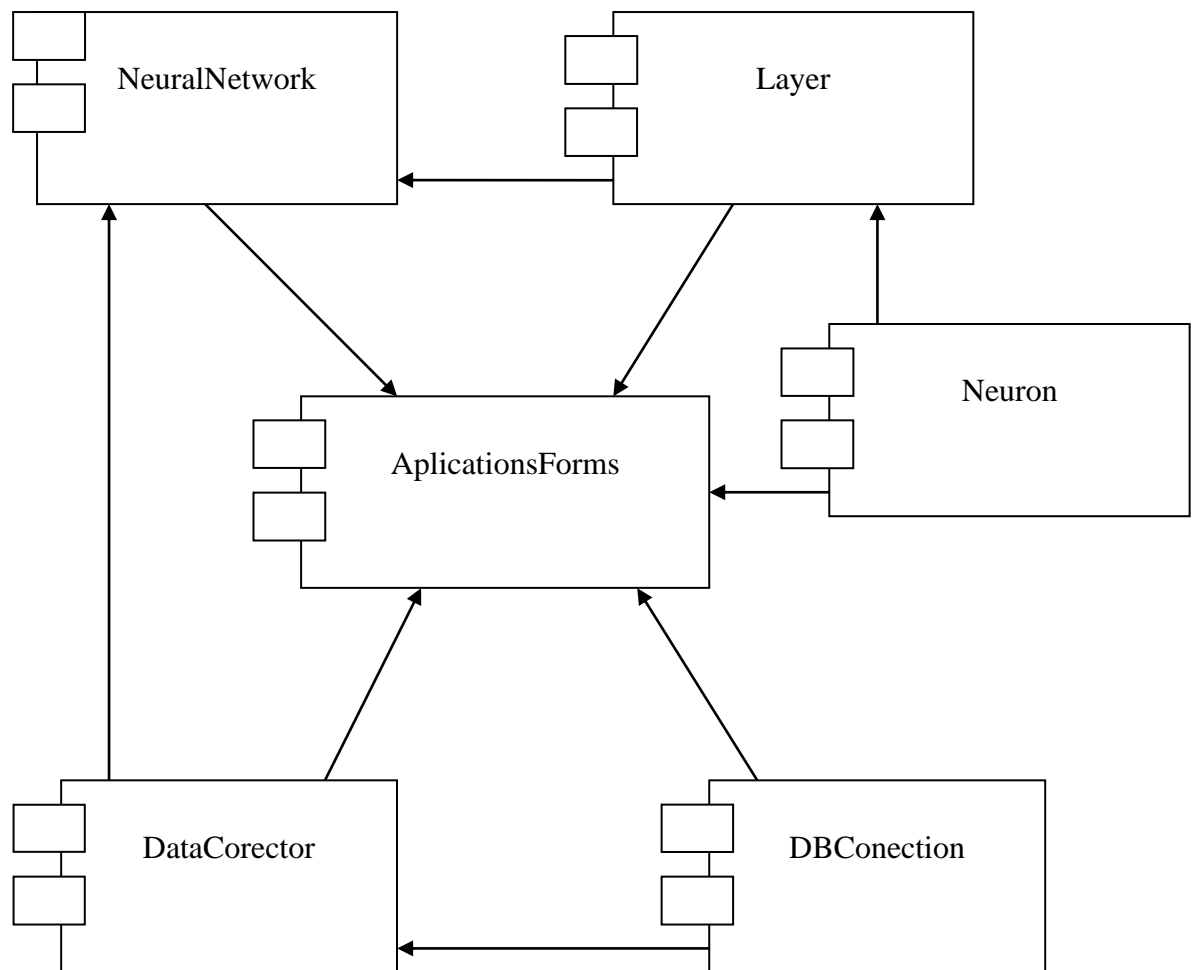 NeuralNetwork
Layer
Neuron
AplicationsForms
DataCorector
DBConection